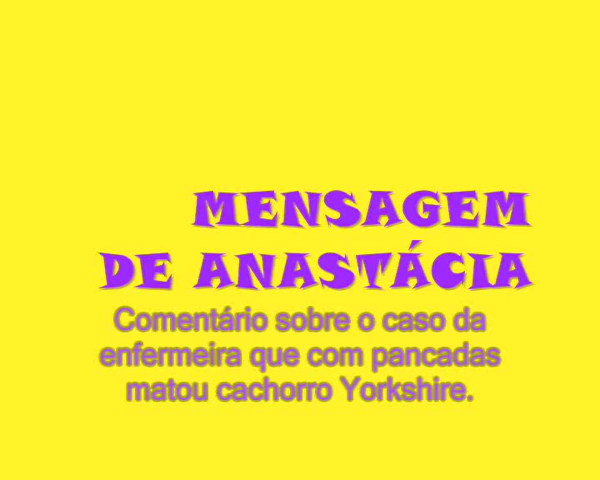 MENSAGEM
DE ANASTÁCIA
Comentário sobre o caso da
enfermeira que com pancadas
matou cachorro Yorkshire.